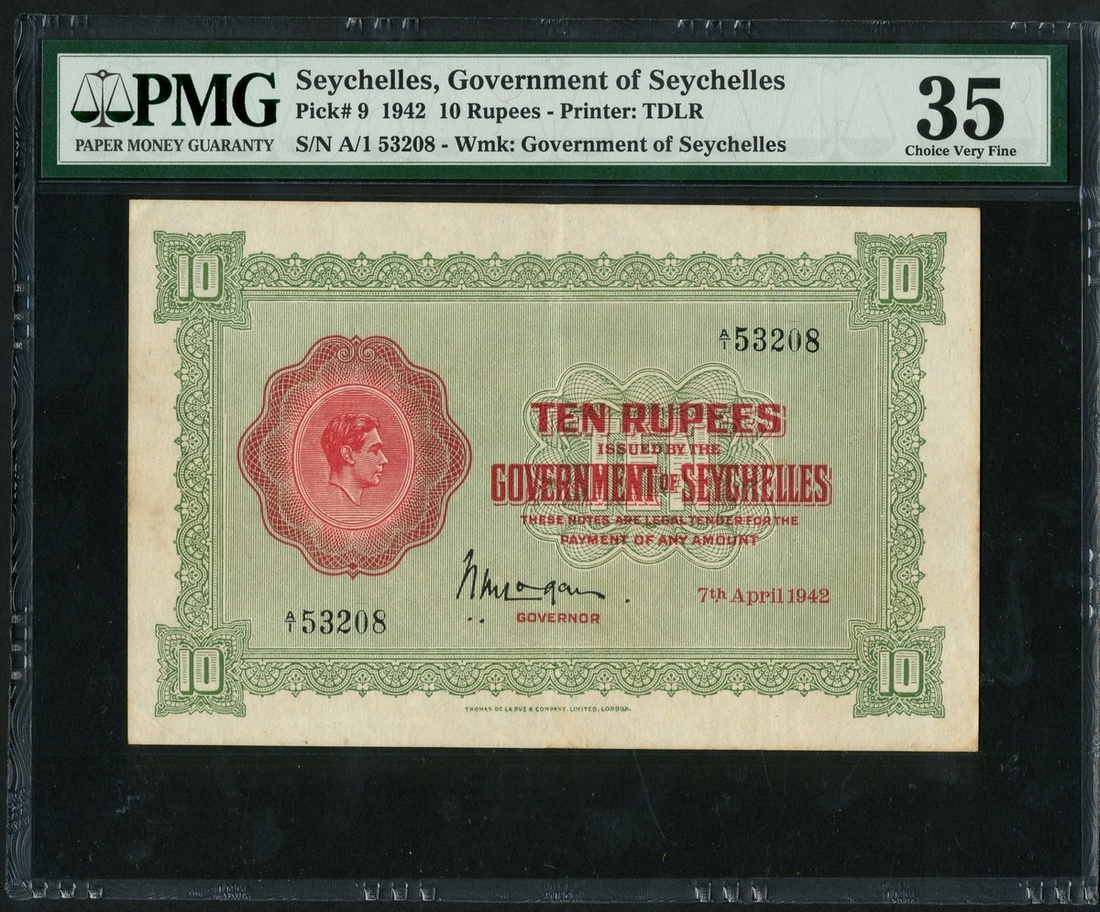 PMG
PAPER MONEY GUARANTY
Seychelles, Government of Seychelles
Pick# 9 1942 10 Rupees - Printer: TDLR
S/N A/1 53208 - Wmk: Government of Seychelles
35
Choice Very Fine
10
10
A/1 53208
TEN RUPEES
ISSUED BY THE
GOVERNMENT OF SEYCHELLES
THESE NOTES ARE LEGAL TENDER FOR THE
PAYMENT OF ANY AMOUNT
7th April 1942
GOVERNOR
A/1 53208
10
10
THOMAS DE LA RUE & COMPANY, LIMITED, LONDON.